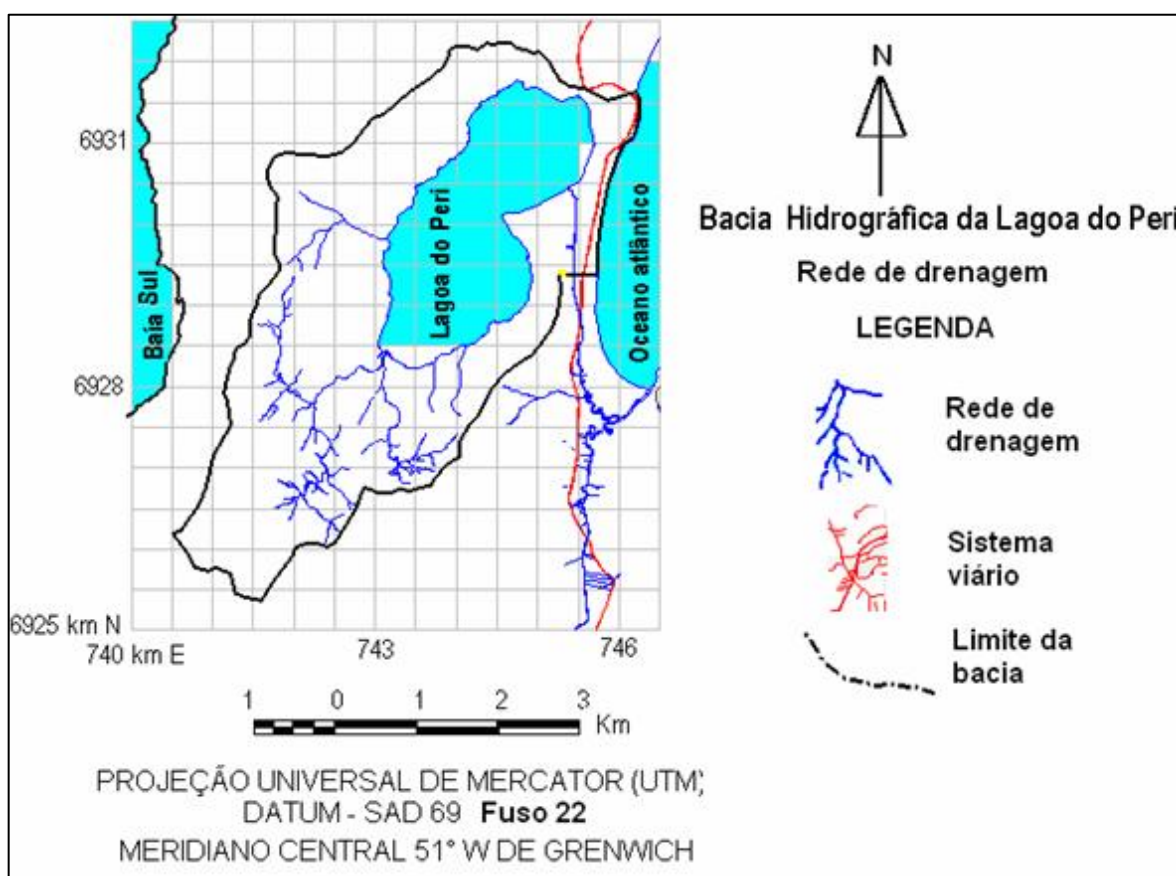 6931
6928
6925 km N
740 km E
743
746
Baía Sul
Lagoa do Peri
Oceano atlântico
1 0 1 2 3
Km
PROJEÇÃO UNIVERSAL DE MERCATOR (UTM)
DATUM - SAD 69 Fuso 22
MERIDIANO CENTRAL 51° W DE GRENWICH
N
Bacia Hidrográfica da Lagoa do Peri
Rede de drenagem
LEGENDA
Rede de
drenagem
Sistema
viário
Limite da
bacia